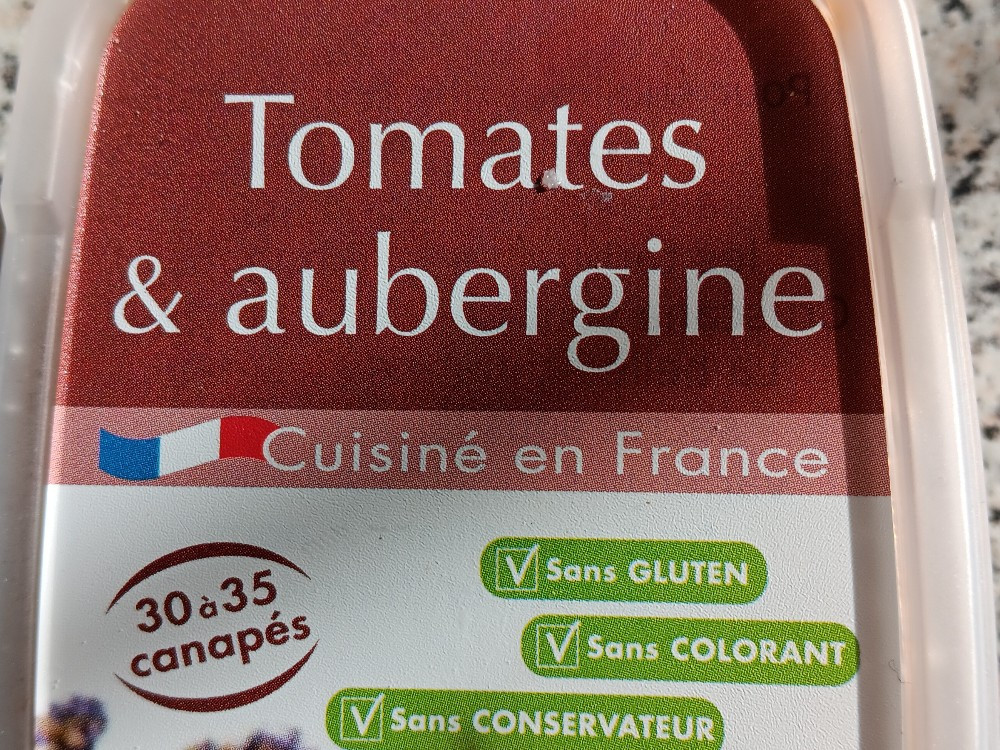 Tomates
& aubergine
Cuisiné en France
30 à 35
canapés
Sans GLUTEN
Sans COLORANT
Sans CONSERVATEUR